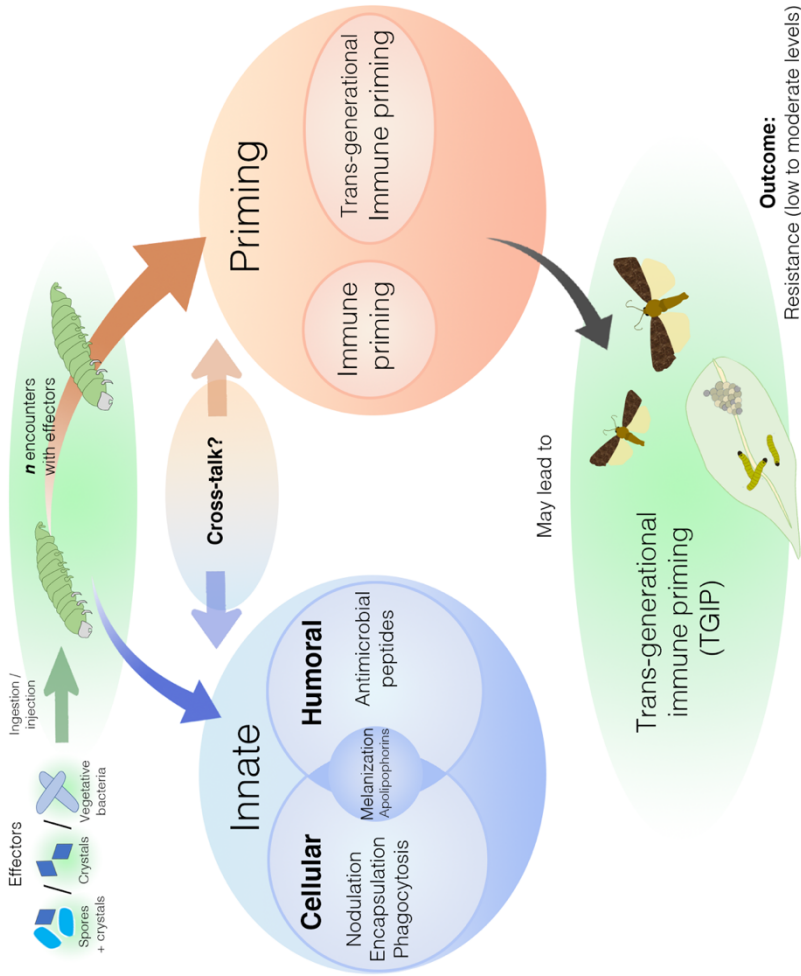 Effectors
Spores
+ crystals
/
Crystals
/
Vegetative
bacteria
Ingestion /
injection
n encounters
with effectors
Innate
Cellular
Nodulation
Encapsulation
Phagocytosis
Melanization
Apolipophorins
Humoral
Antimicrobial
peptides
Cross-talk?
Priming
Immune
priming
Trans-generational
Immune priming
May lead to
Trans-generational
immune priming
(TGIP)
Outcome:
Resistance (low to moderate levels)